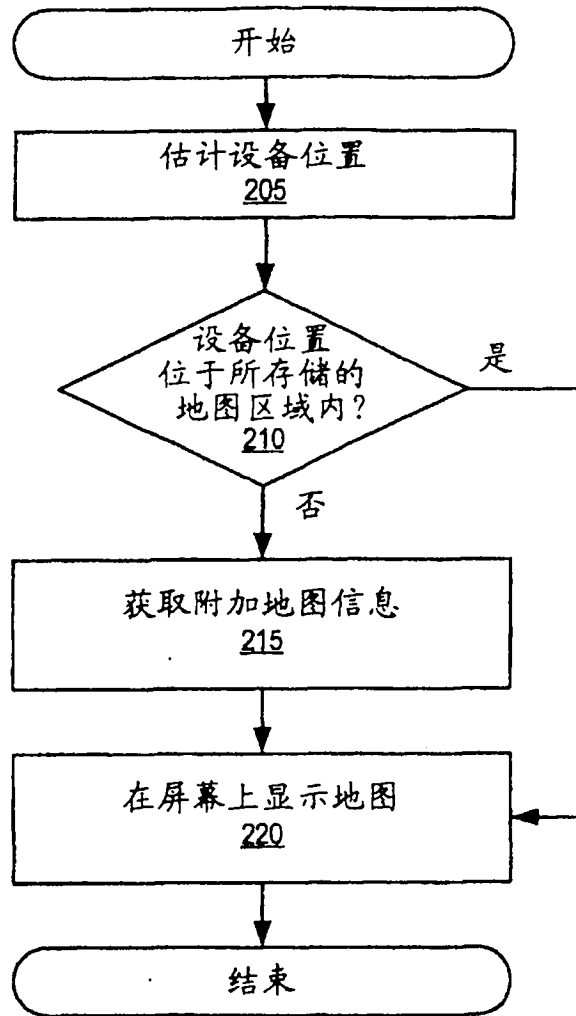 开始
估计设备位置
205
设备位置
位于所存储的
地图区域内?
210
是
否
获取附加地图信息
215
在屏幕上显示地图
220
结束